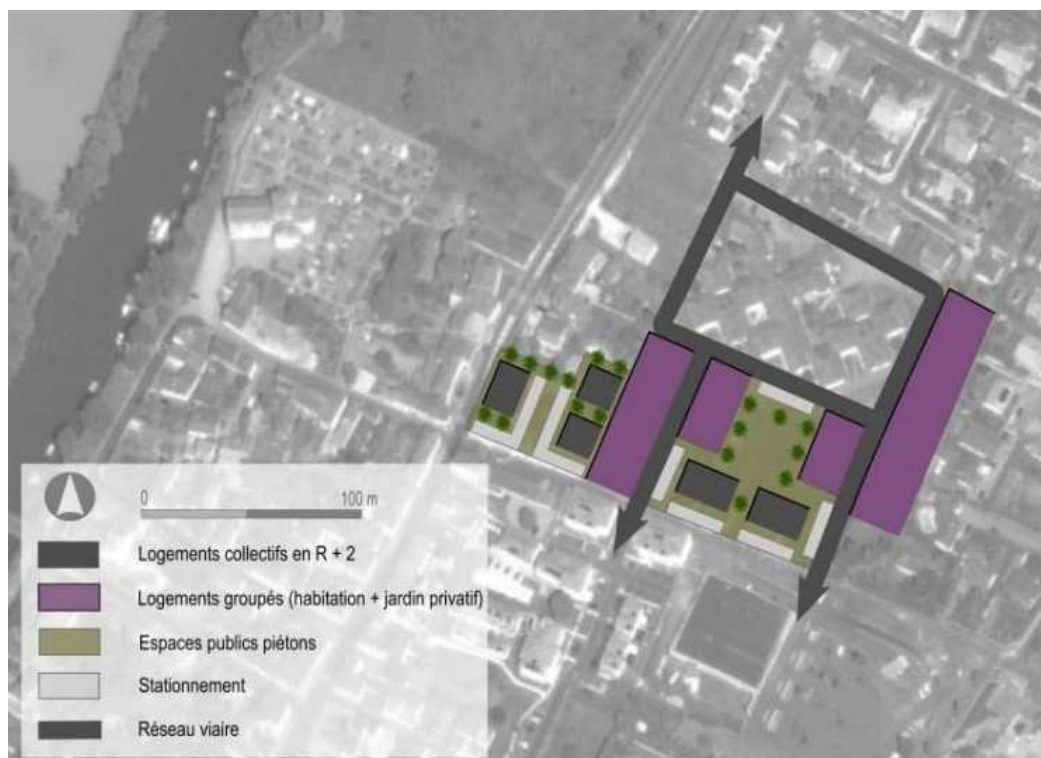 0 100 m
Logements collectifs en R + 2
Logements groupés (habitation + jardin privatif)
Espaces publics piétons
Stationnement
Réseau viaire